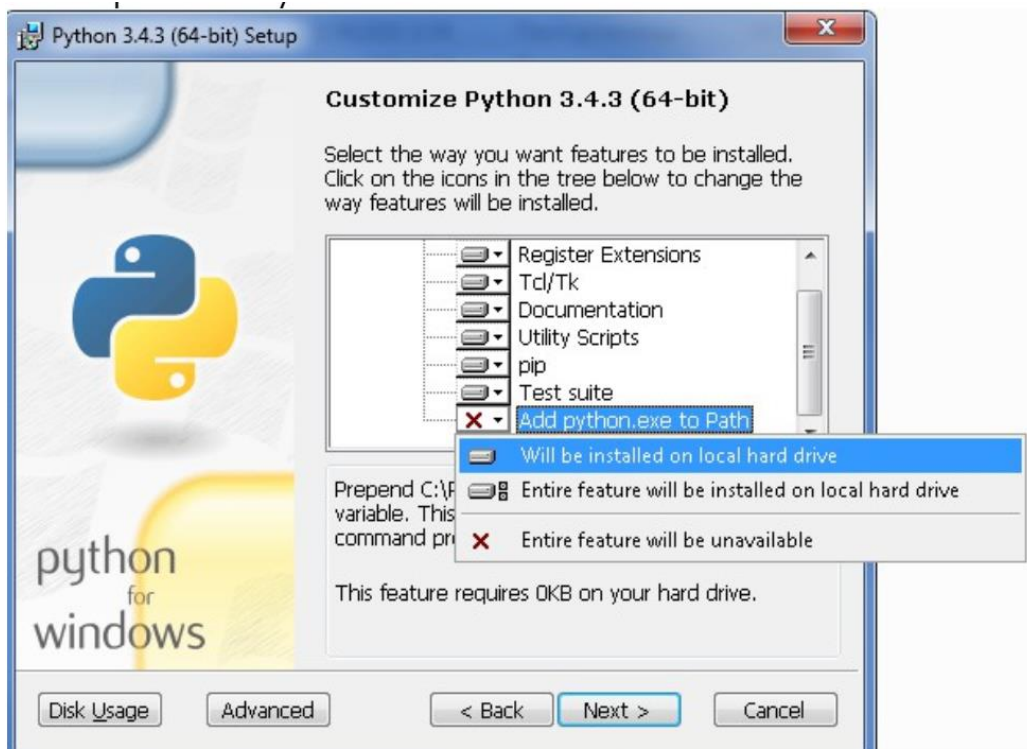 Python 3.4.3 (64-bit) Setup
Customize Python 3.4.3 (64-bit)
Select the way you want features to be installed.
Click on the icons in the tree below to change the
way features will be installed.
Register Extensions
Tcl/Tk
Documentation
Utility Scripts
pip
Test suite
Add python.exe to Path
Will be installed on local hard drive
Entire feature will be installed on local hard drive
Entire feature will be unavailable
Prepend C:\
variable. This
command
This feature requires 0KB on your hard drive.
python
for
windows
Disk Usage
Advanced
< Back
Next >
Cancel